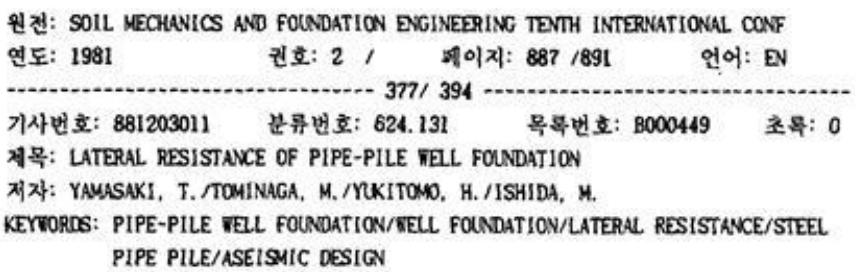 원전: SOIL MECHANICS AND FOUNDATION ENGINEERING TENTH INTERNATIONAL CONF
연도: 1981 권호: 2 / 페이지: 887 /891 언어: EN
---------------------------------- 377/ 394 ----------------------------------
기사번호: 881203011 분류번호: 624.131 목록번호: B000449 초록: 0
제목: LATERAL RESISTANCE OF PIPE-PILE WELL FOUNDATION
저자: YAMASAKI, T./TOMINAGA, M./YUKITOMO, H./ISHIDA, M.
KEYWORDS: PIPE-PILE WELL FOUNDATION/WELL FOUNDATION/LATERAL RESISTANCE/STEEL
PIPE PILE/ASEISMIC DESIGN